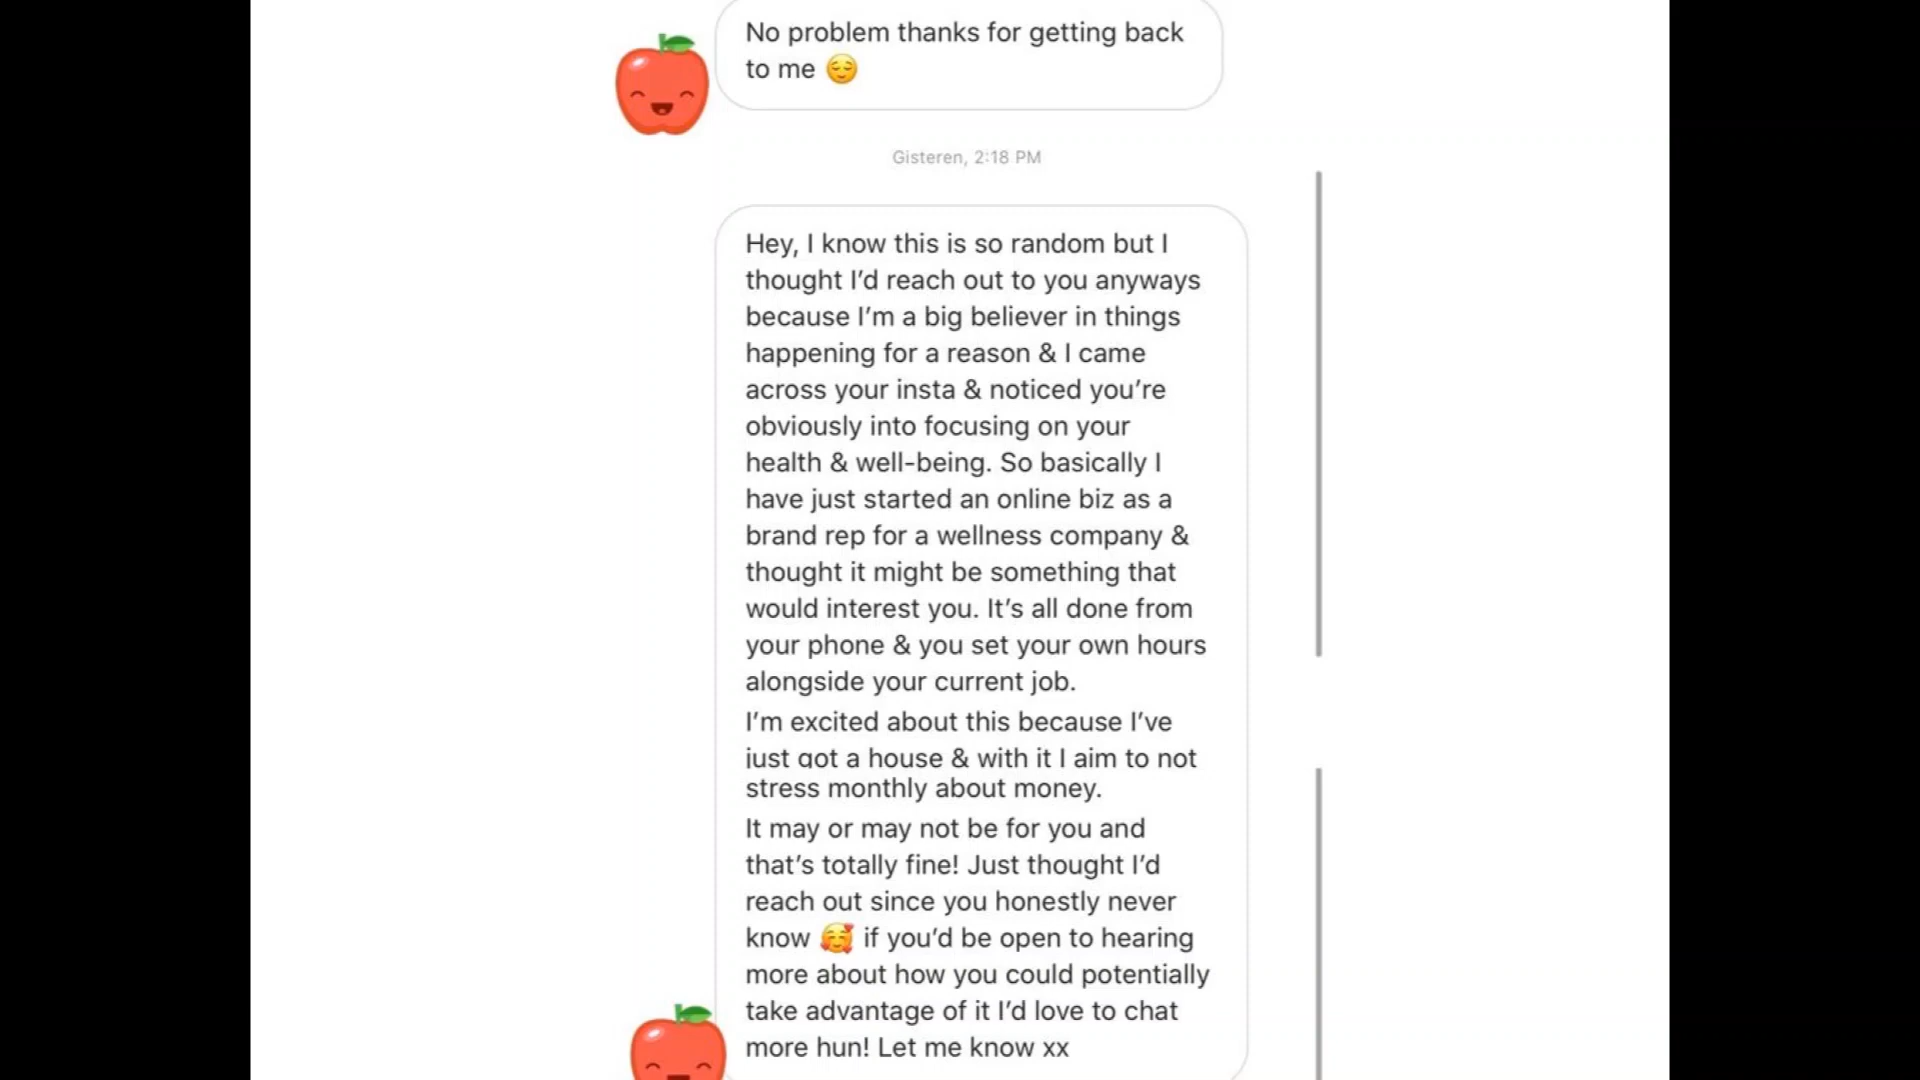 No problem thanks for getting back
to me 😌
Gisteren, 2:18 PM
Hey, I know this is so random but I
thought I’d reach out to you anyways
because I’m a big believer in things
happening for a reason & I came
across your insta & noticed you’re
obviously into focusing on your
health & well-being. So basically I
have just started an online biz as a
brand rep for a wellness company &
thought it might be something that
would interest you. It’s all done from
your phone & you set your own hours
alongside your current job.
I’m excited about this because I’ve
just got a house & with it I aim to not
stress monthly about money.
It may or may not be for you and
that’s totally fine! Just thought I’d
reach out since you honestly never
know 🥰 if you’d be open to hearing
more about how you could potentially
take advantage of it I’d love to chat
more hun! Let me know xx